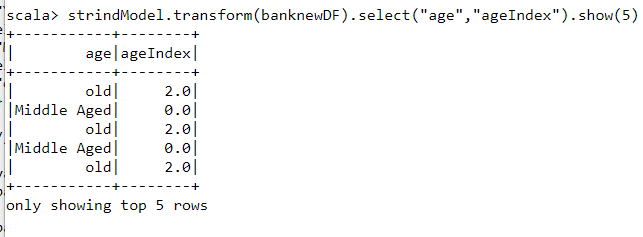 scala> strindModel.transform(banknewDF).select("age","ageIndex").show(5)
+-----------+--------+
|        age|ageIndex|
+-----------+--------+
|        old|     2.0|
|Middle Aged|     0.0|
|        old|     2.0|
|Middle Aged|     0.0|
|        old|     2.0|
+-----------+--------+
only showing top 5 rows